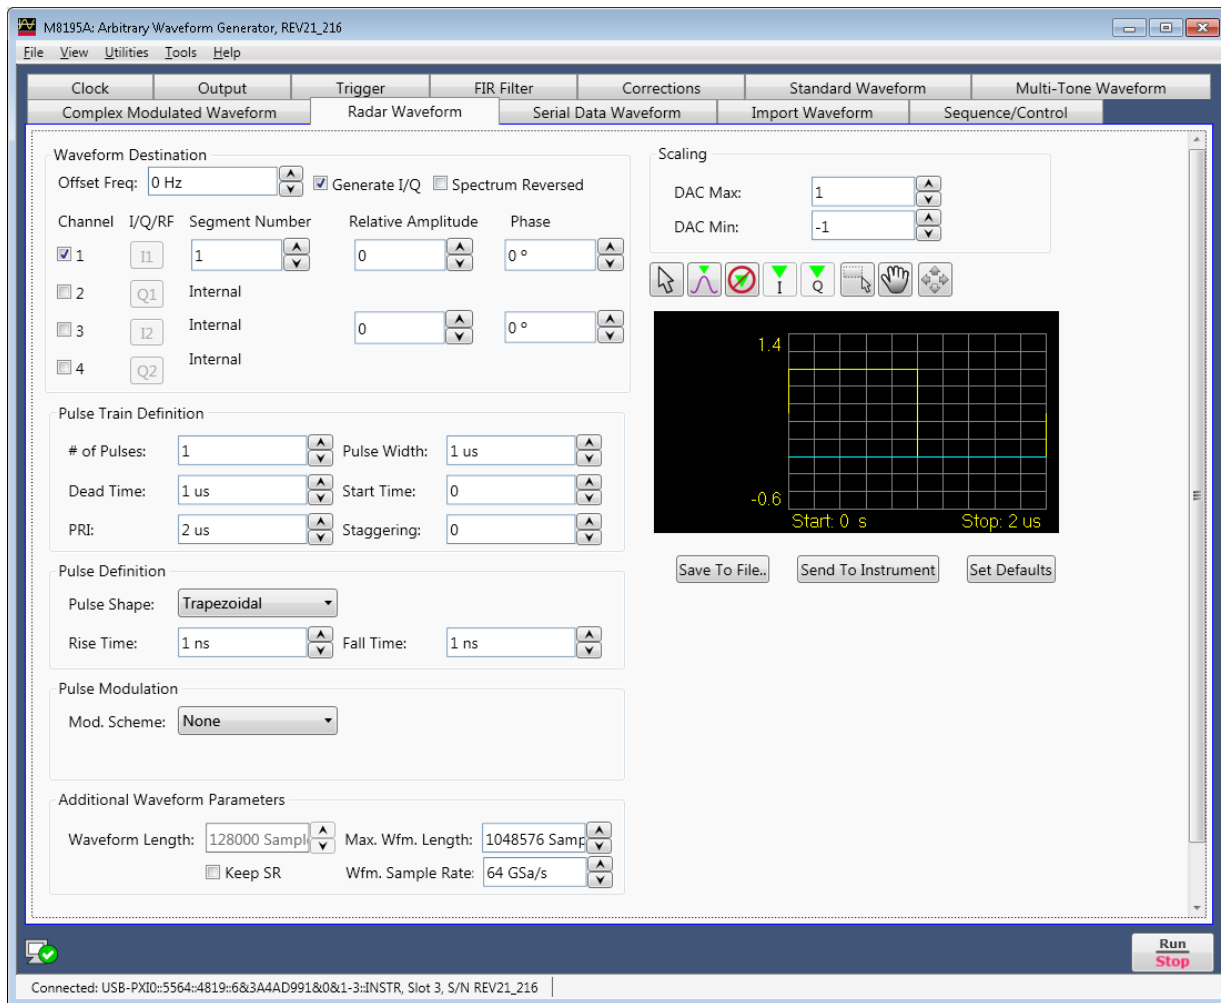 M8195A: Arbitrary Waveform Generator, REV21_216
File View Utilities Tools Help
Clock Output Trigger FIR Filter Corrections Standard Waveform Multi-Tone Waveform
Complex Modulated Waveform Radar Waveform Serial Data Waveform Import Waveform Sequence/Control
Waveform Destination
Offset Freq: 0 Hz Generate I/Q Spectrum Reversed
Channel I/Q/RF Segment Number Relative Amplitude Phase
1 I1 1 0 0 °
2 Q1 Internal
3 I2 Internal 0 0 °
4 Q2 Internal
Pulse Train Definition
# of Pulses: 1 Pulse Width: 1 us
Dead Time: 1 us Start Time: 0
PRI: 2 us Staggering: 0
Pulse Definition
Pulse Shape: Trapezoidal
Rise Time: 1 ns Fall Time: 1 ns
Pulse Modulation
Mod. Scheme: None
Additional Waveform Parameters
Waveform Length: 128000 Sampl Max. Wfm. Length: 1048576 Samp
Keep SR Wfm. Sample Rate: 64 GSa/s
Scaling
DAC Max: 1
DAC Min: -1
I Q
1.4
-0.6
Start: 0 s Stop: 2 us
Save To File.. Send To Instrument Set Defaults
Run
Stop
Connected: USB-PXI0::5564::4819::6&3A4AD991&0&1-3::INSTR, Slot 3, S/N REV21_216